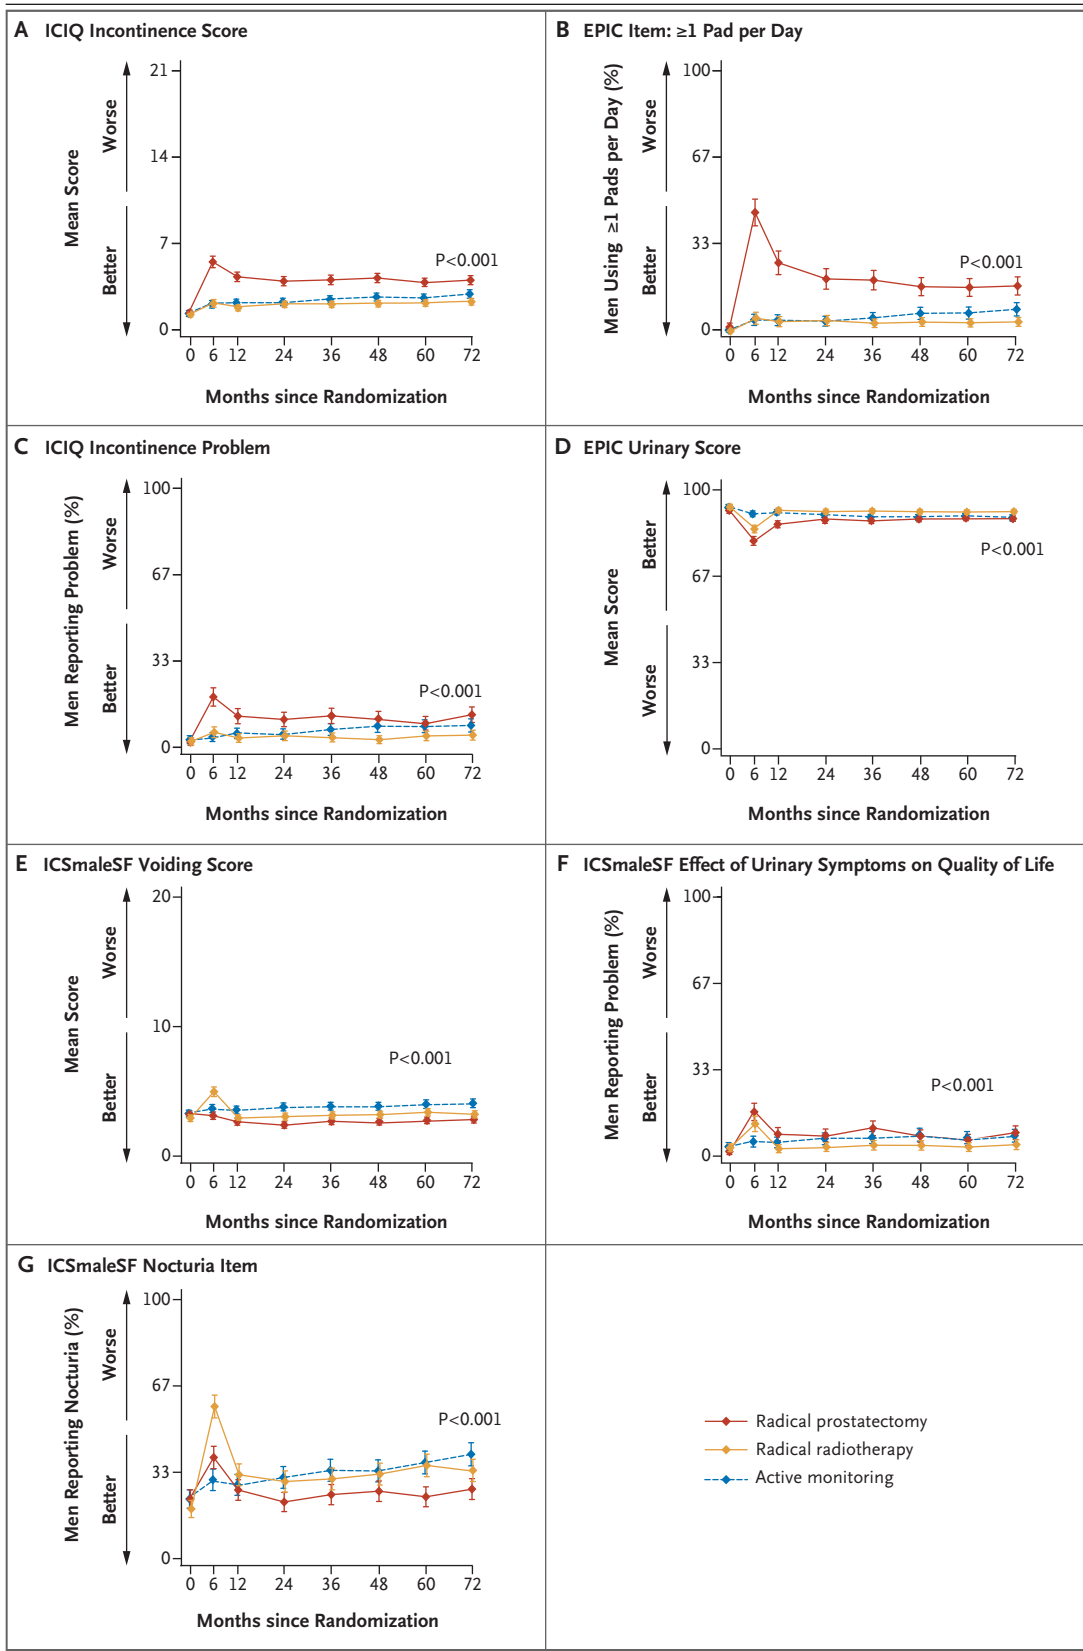 A ICIQ Incontinence Score
Mean Score
Worse
Better
21
14
7
0
P<0.001
0 6 12 24 36 48 60 72
Months since Randomization
B EPIC Item: ≥1 Pad per Day
Men Using ≥1 Pads per Day (%)
Worse
Better
100
67
33
0
P<0.001
0 6 12 24 36 48 60 72
Months since Randomization
C ICIQ Incontinence Problem
Men Reporting Problem (%)
Worse
Better
100
67
33
0
P<0.001
0 6 12 24 36 48 60 72
Months since Randomization
D EPIC Urinary Score
Mean Score
Better
Worse
100
67
33
0
P<0.001
0 6 12 24 36 48 60 72
Months since Randomization
E ICSmaleSF Voiding Score
Mean Score
Worse
Better
20
10
0
P<0.001
0 6 12 24 36 48 60 72
Months since Randomization
F ICSmaleSF Effect of Urinary Symptoms on Quality of Life
Men Reporting Problem (%)
Worse
Better
100
67
33
0
P<0.001
0 6 12 24 36 48 60 72
Months since Randomization
G ICSmaleSF Nocturia Item
Men Reporting Nocturia (%)
Worse
Better
100
67
33
0
P<0.001
0 6 12 24 36 48 60 72
Months since Randomization
Radical prostatectomy
Radical radiotherapy
Active monitoring